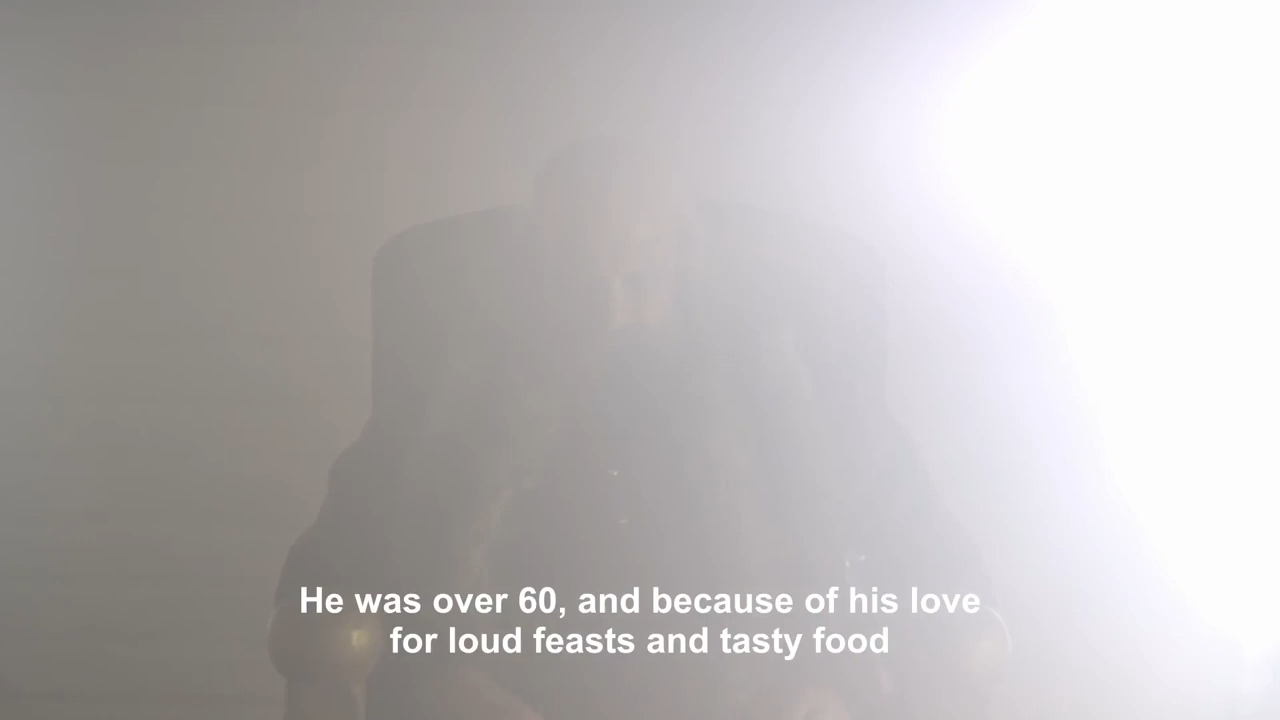 He was over 60, and because of his love
for loud feasts and tasty food